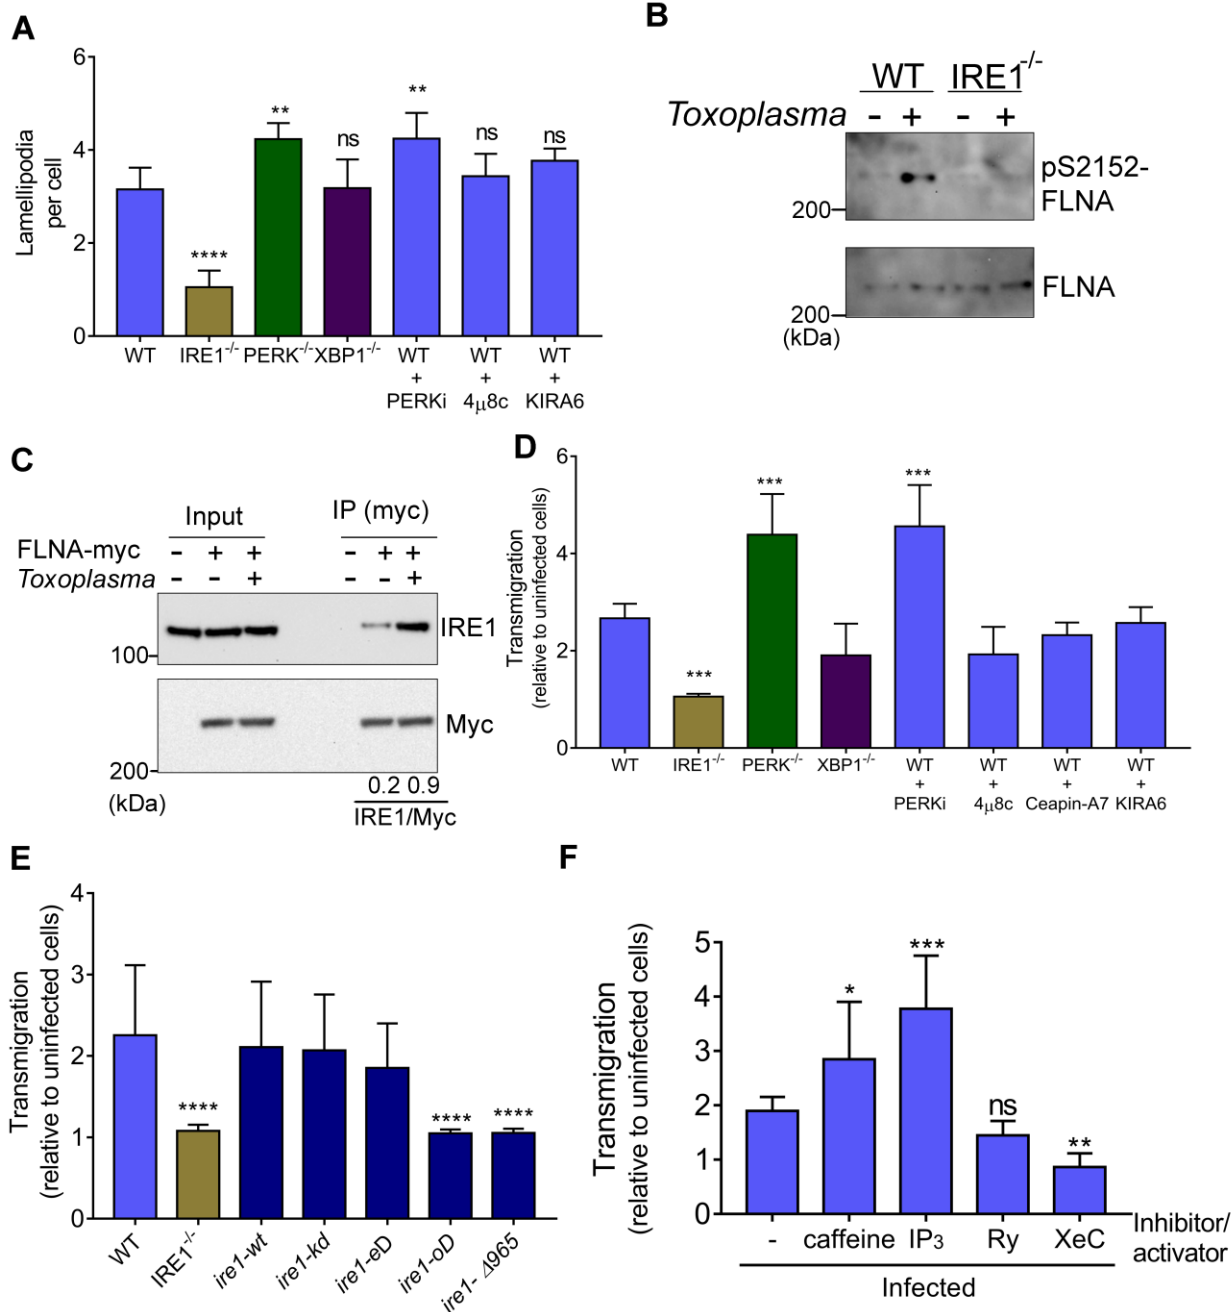 A
Lamellipodia
per cell
6
4
2
0
****
**
ns
**
ns
ns
WT
IRE1-/-
PERK-/-
XBP1-/-
WT
+
PERKi
WT
+
4μ8c
WT
+
KIRA6
B
WT IRE1-/-
Toxoplasma - + - +
pS2152-
FLNA
200
FLNA
200
(kDa)
C
Input IP (myc)
FLNA-myc - + + - + +
Toxoplasma - - + - - +
IRE1
100
Myc
200
(kDa)
0.2 0.9
IRE1/Myc
D
Transmigration
(relative to uninfected cells)
6
4
2
0
***
***
***
WT
IRE1-/-
PERK-/-
XBP1-/-
WT
+
PERKi
WT
+
4μ8c
WT
+
Ceapin-A7
WT
+
KIRA6
E
Transmigration
(relative to uninfected cells)
4
3
2
1
0
****
****
****
WT
IRE1-/-
ire1-wt
ire1-kd
ire1-eD
ire1-oD
ire1- Δ965
F
Transmigration
(relative to uninfected cells)
5
4
3
2
1
0
*
***
ns
**
- caffeine IP3 Ry XeC
Inhibitor/
activator
Infected